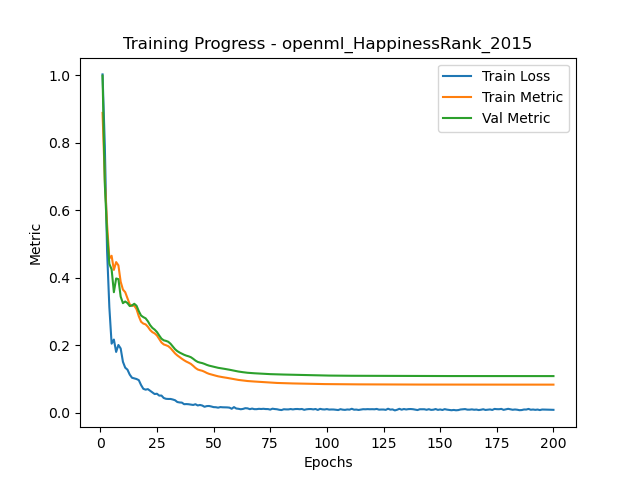 Training Progress - openml_HappinessRank_2015
Train Loss
Train Metric
Val Metric
Metric
1.0
0.8
0.6
0.4
0.2
0.0
0 25 50 75 100 125 150 175 200
Epochs